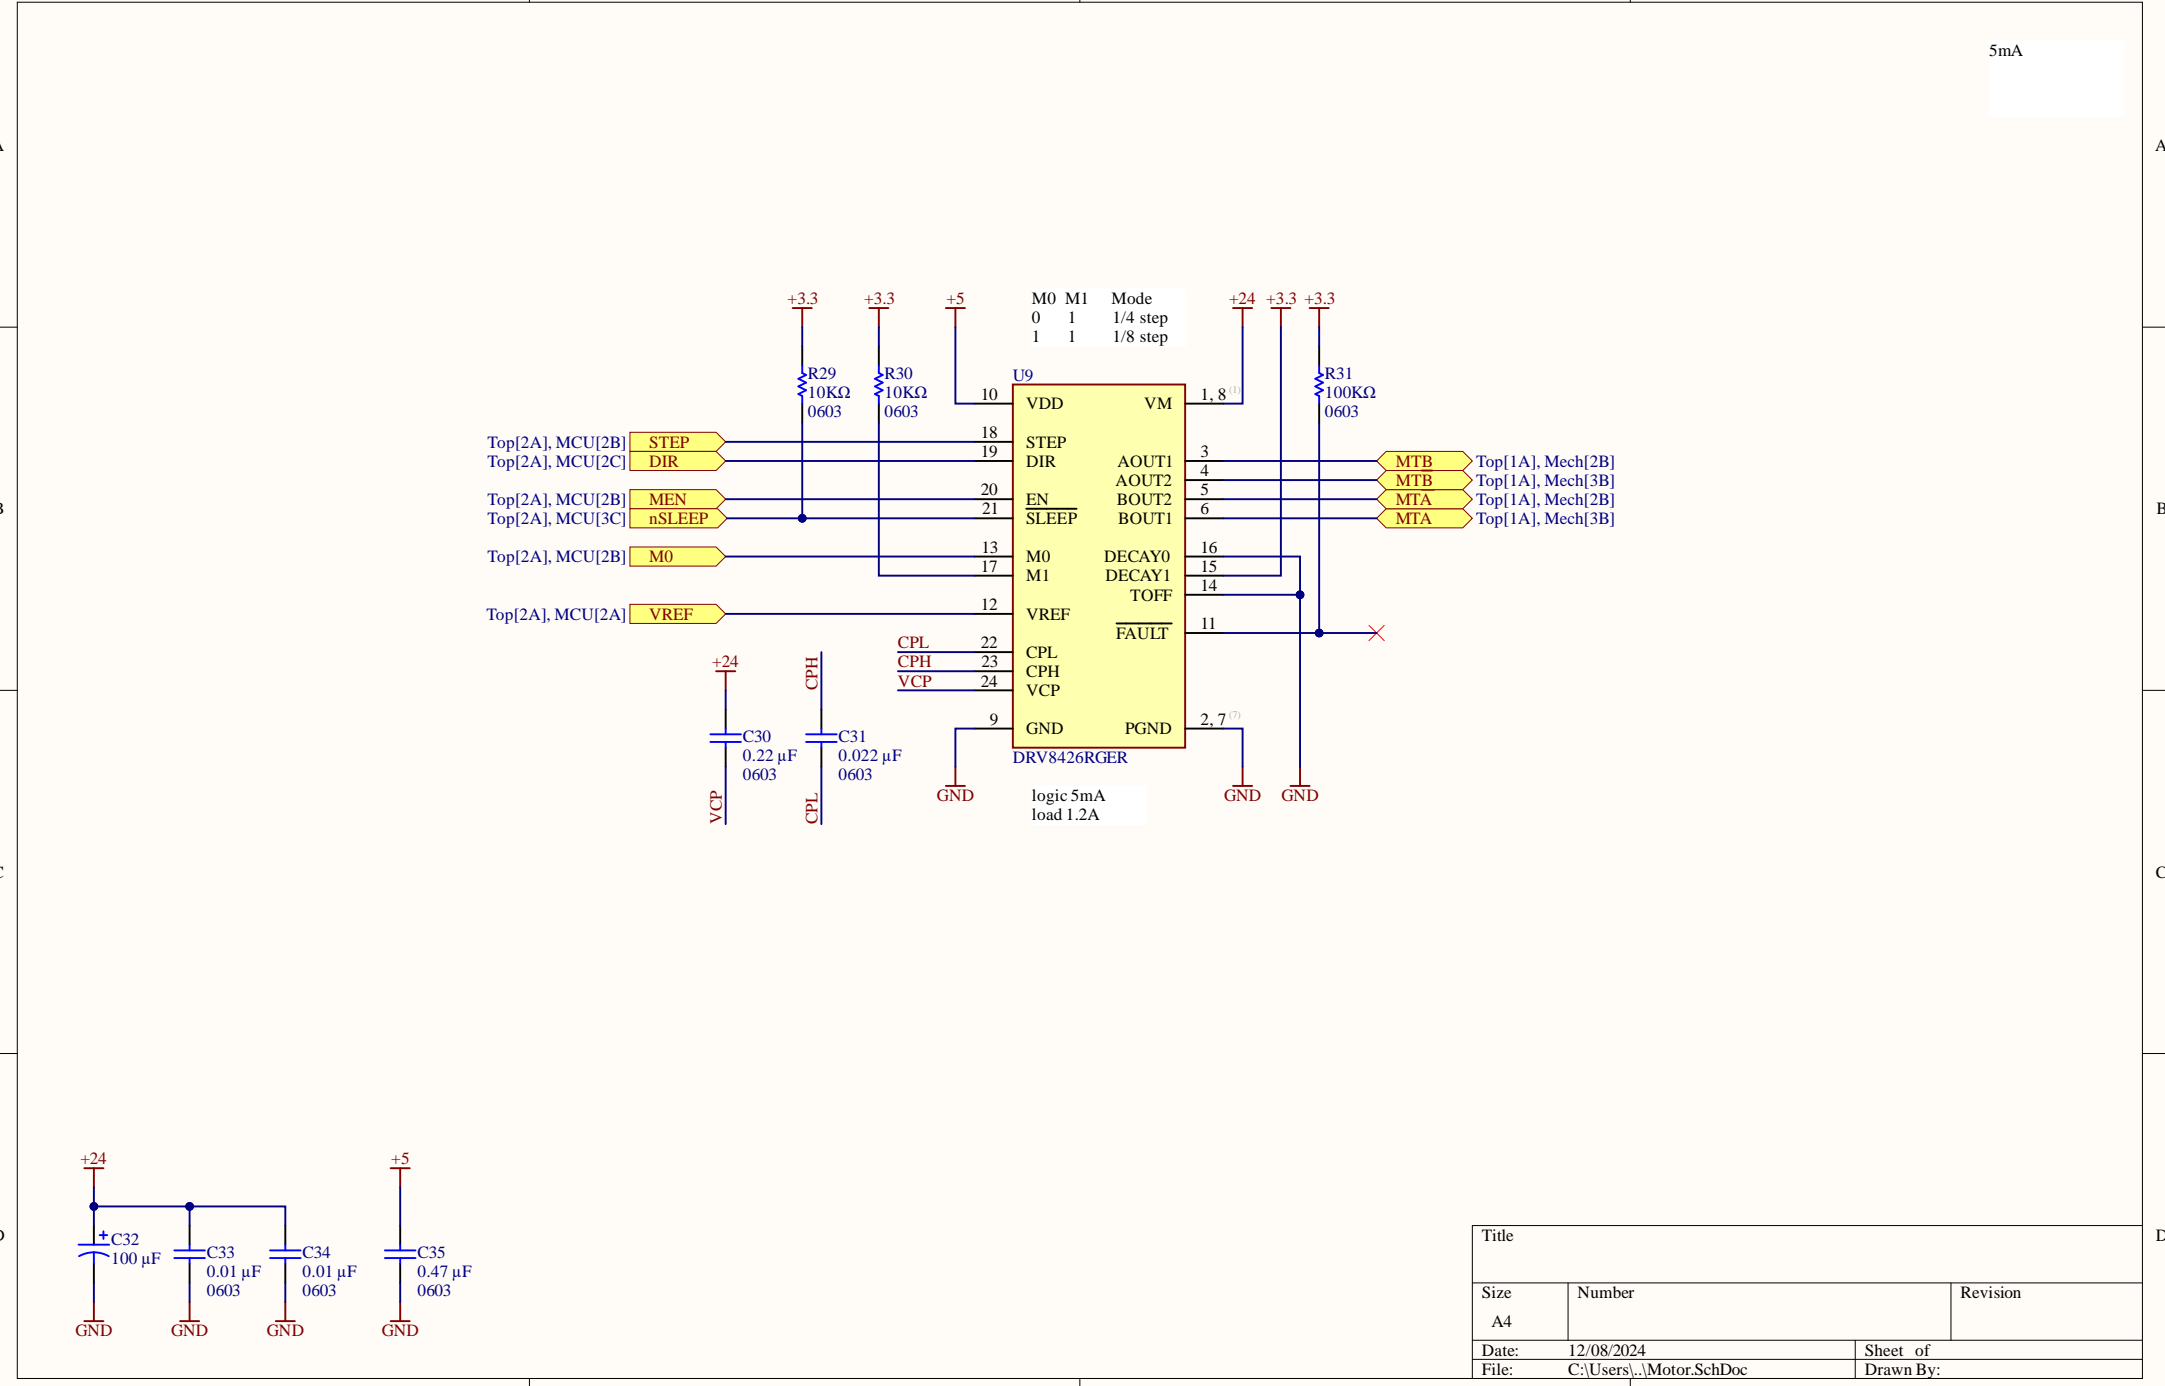 5mA
A
A
+3.3
+3.3
+5
M0 M1 Mode
0 1 1/4 step
1 1 1/8 step
+24
+3.3
+3.3
R29
10KΩ
0603
R30
10KΩ
0603
U9
R31
100KΩ
0603
10 VDD
VM 1, 8 (1)
Top[2A], MCU[2B] STEP 18 STEP
Top[2A], MCU[2C] DIR 19 DIR
Top[2A], MCU[2B] MEN 20 EN
Top[2A], MCU[3C] nSLEEP 21 SLEEP
Top[2A], MCU[2B] M0 13 M0
17 M1
Top[2A], MCU[2A] VREF 12 VREF
CPL 22 CPL
CPH 23 CPH
VCP 24 VCP
9 GND
AOUT1 3 MTB Top[1A], Mech[2B]
AOUT2 4 MTB Top[1A], Mech[3B]
BOUT2 5 MTA Top[1A], Mech[2B]
BOUT1 6 MTA Top[1A], Mech[3B]
DECAY0 16
DECAY1 15
TOFF 14
FAULT 11
PGND 2, 7 (7)
B
B
+24
CPH
C30
0.22 µF
0603
VCP
C31
0.022 µF
0603
CPL
DRV8426RGER
GND
GND
GND
logic 5mA
load 1.2A
C
C
+24
+5
C32
100 µF
C33
0.01 µF
0603
C34
0.01 µF
0603
C35
0.47 µF
0603
GND
GND
GND
GND
D
D
Title
Size
A4
Number
Revision
Date: 12/08/2024 Sheet of
File: C:\Users\..\Motor.SchDoc Drawn By: